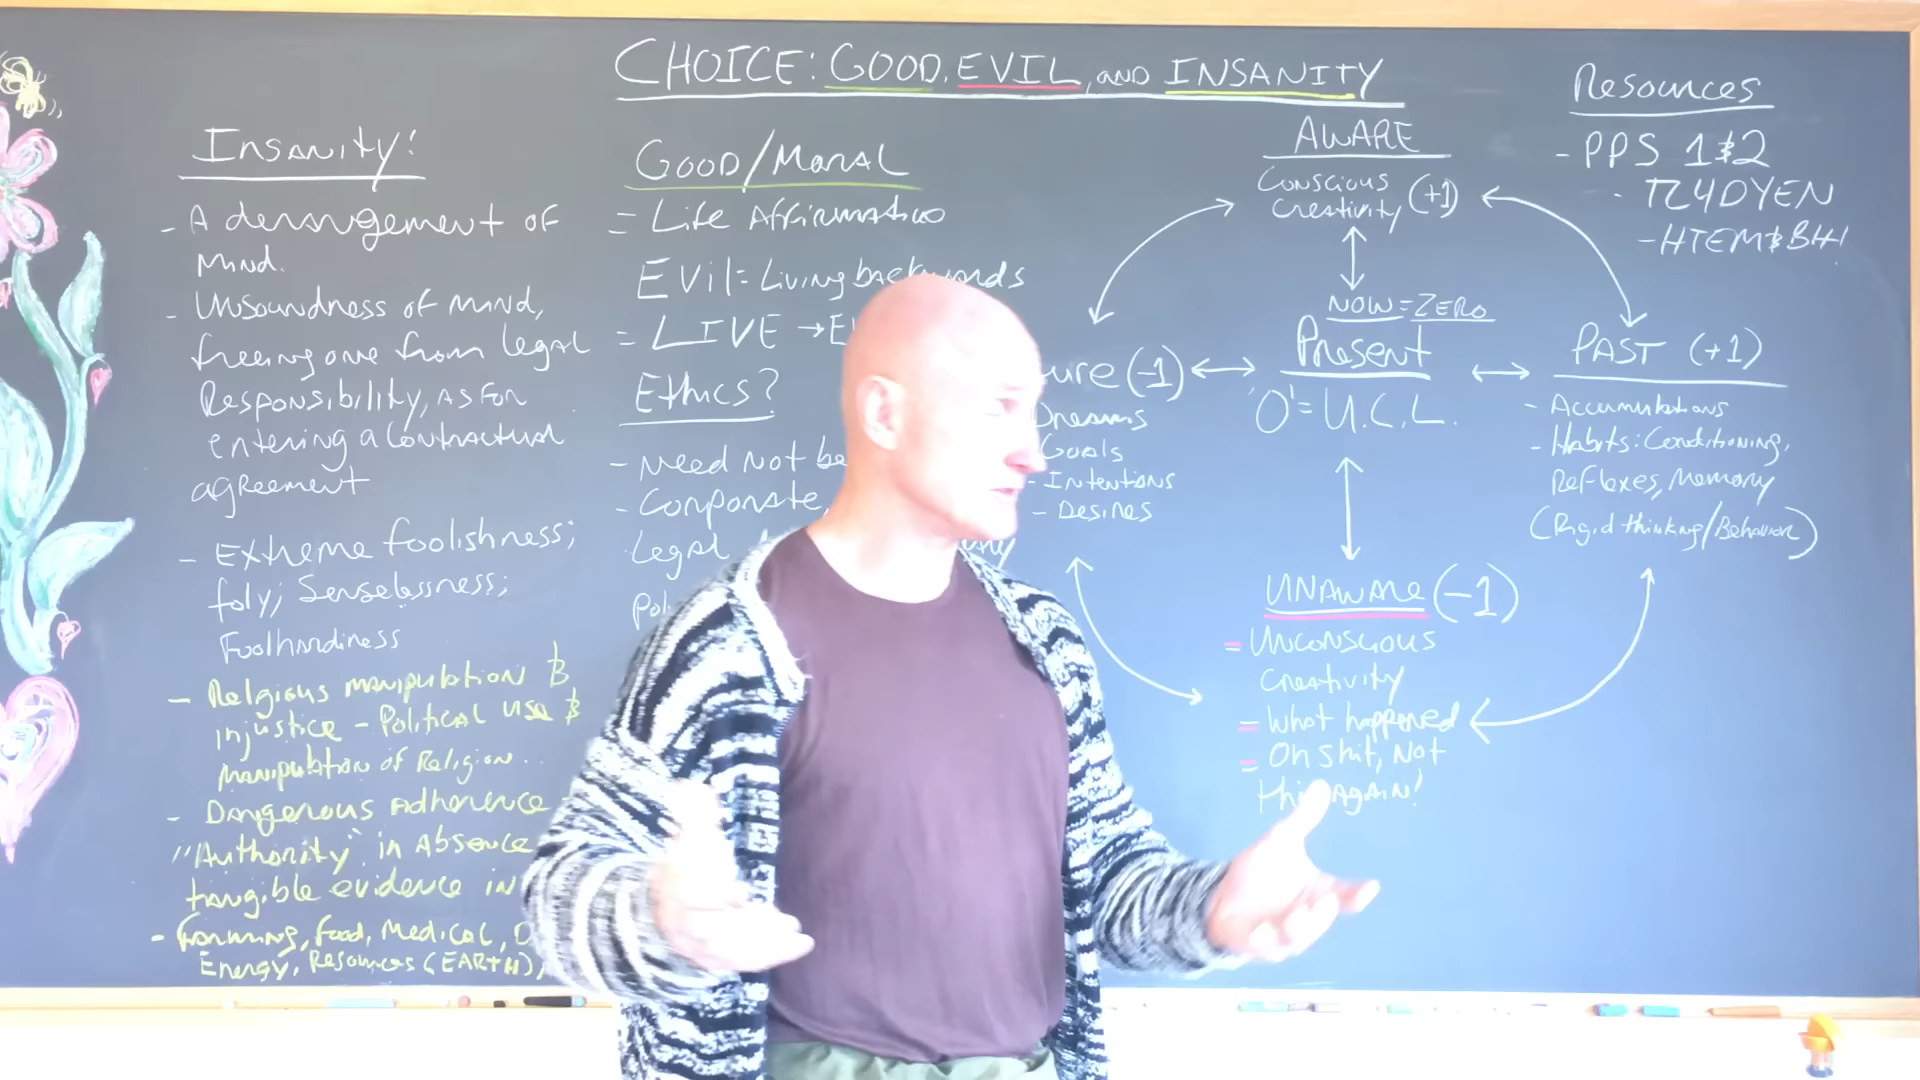 CHOICE: GOOD, EVIL, AND INSANITY
Insanity!
- A derangement of
Mind.
- Unsoundness of mind,
freeing one from legal
Responsibility, as for
entering a contractual
agreement
- Extreme foolishness;
foly; Senselessness;
Foolhardiness
- Religious manipulation &
injustice - Political use &
manipulation of Religion..
- Dangerous Adherence
"Authority" in Absence
tangible evidence in
- Farming, Food, Medical,
Energy, Resources (EARTH),
Good/Moral
= Life Affirmative
Evil = Living backwards
= LIVE →
Ethics?
- Need Not be
- Corporate,
Legal
AWARE
Conscious
Creativity (+1)
NOW = ZERO
Present
'O' = U.C.L.
ure (-1)
Dreams
Goals
- Intentions
- Desires
PAST (+1)
- Accumulations
- Habits: Conditioning,
Reflexes, Memory
(Rigid thinking/Behavior)
UNAWARE (-1)
= Unconscious
Creativity
= What happened
= Oh shit, Not
this AGAIN!
Resources
- PPS 1&2
- TL4DYEN
- HTEM&BH!